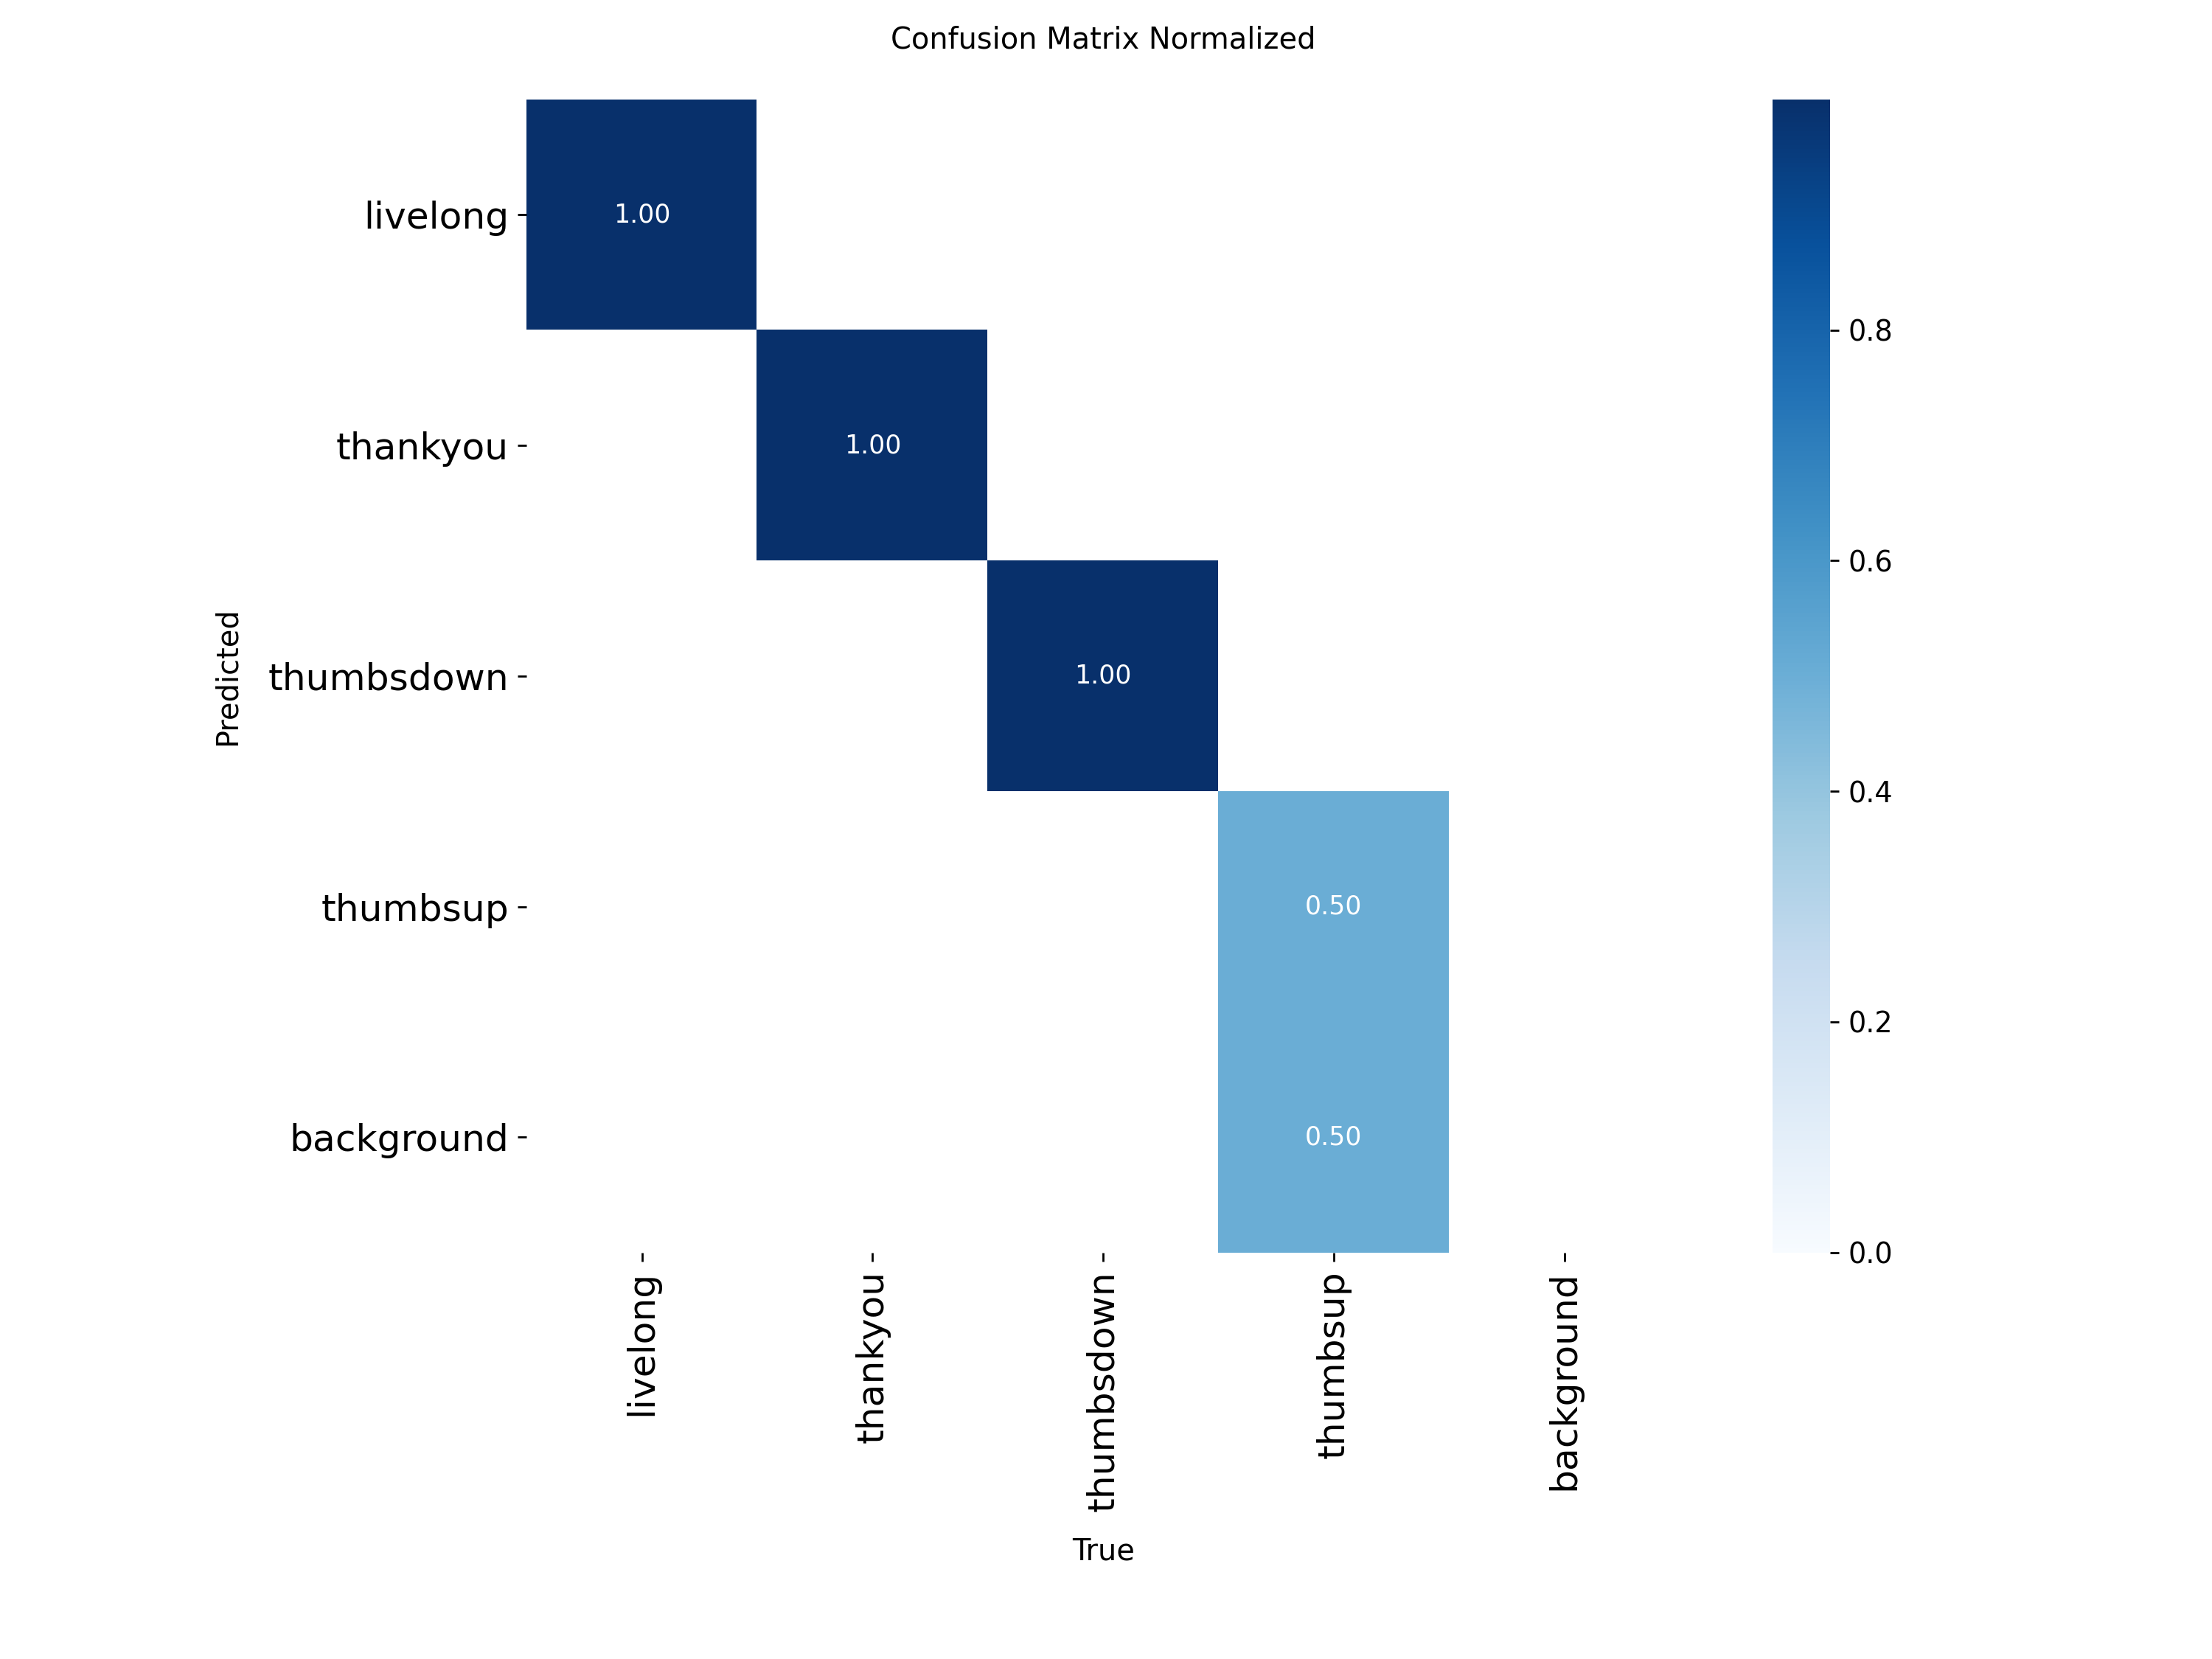 Confusion Matrix Normalized
livelong
1.00
thankyou
1.00
thumbsdown
1.00
thumbsup
0.50
background
0.50
Predicted
livelong
thankyou
thumbsdown
thumbsup
background
True
0.8
0.6
0.4
0.2
0.0